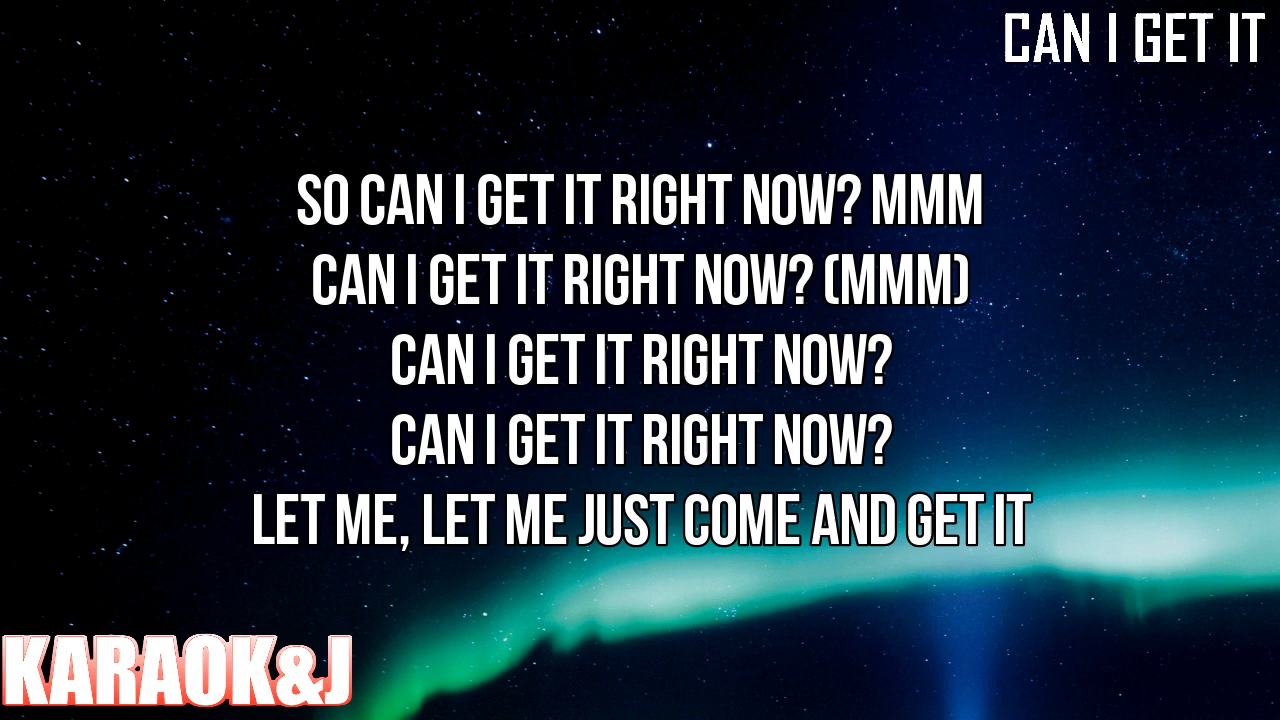 CAN I GET IT
SO CAN I GET IT RIGHT NOW? MMM
CAN I GET IT RIGHT NOW? (MMM)
CAN I GET IT RIGHT NOW?
CAN I GET IT RIGHT NOW?
LET ME, LET ME JUST COME AND GET IT
KARAOK&J